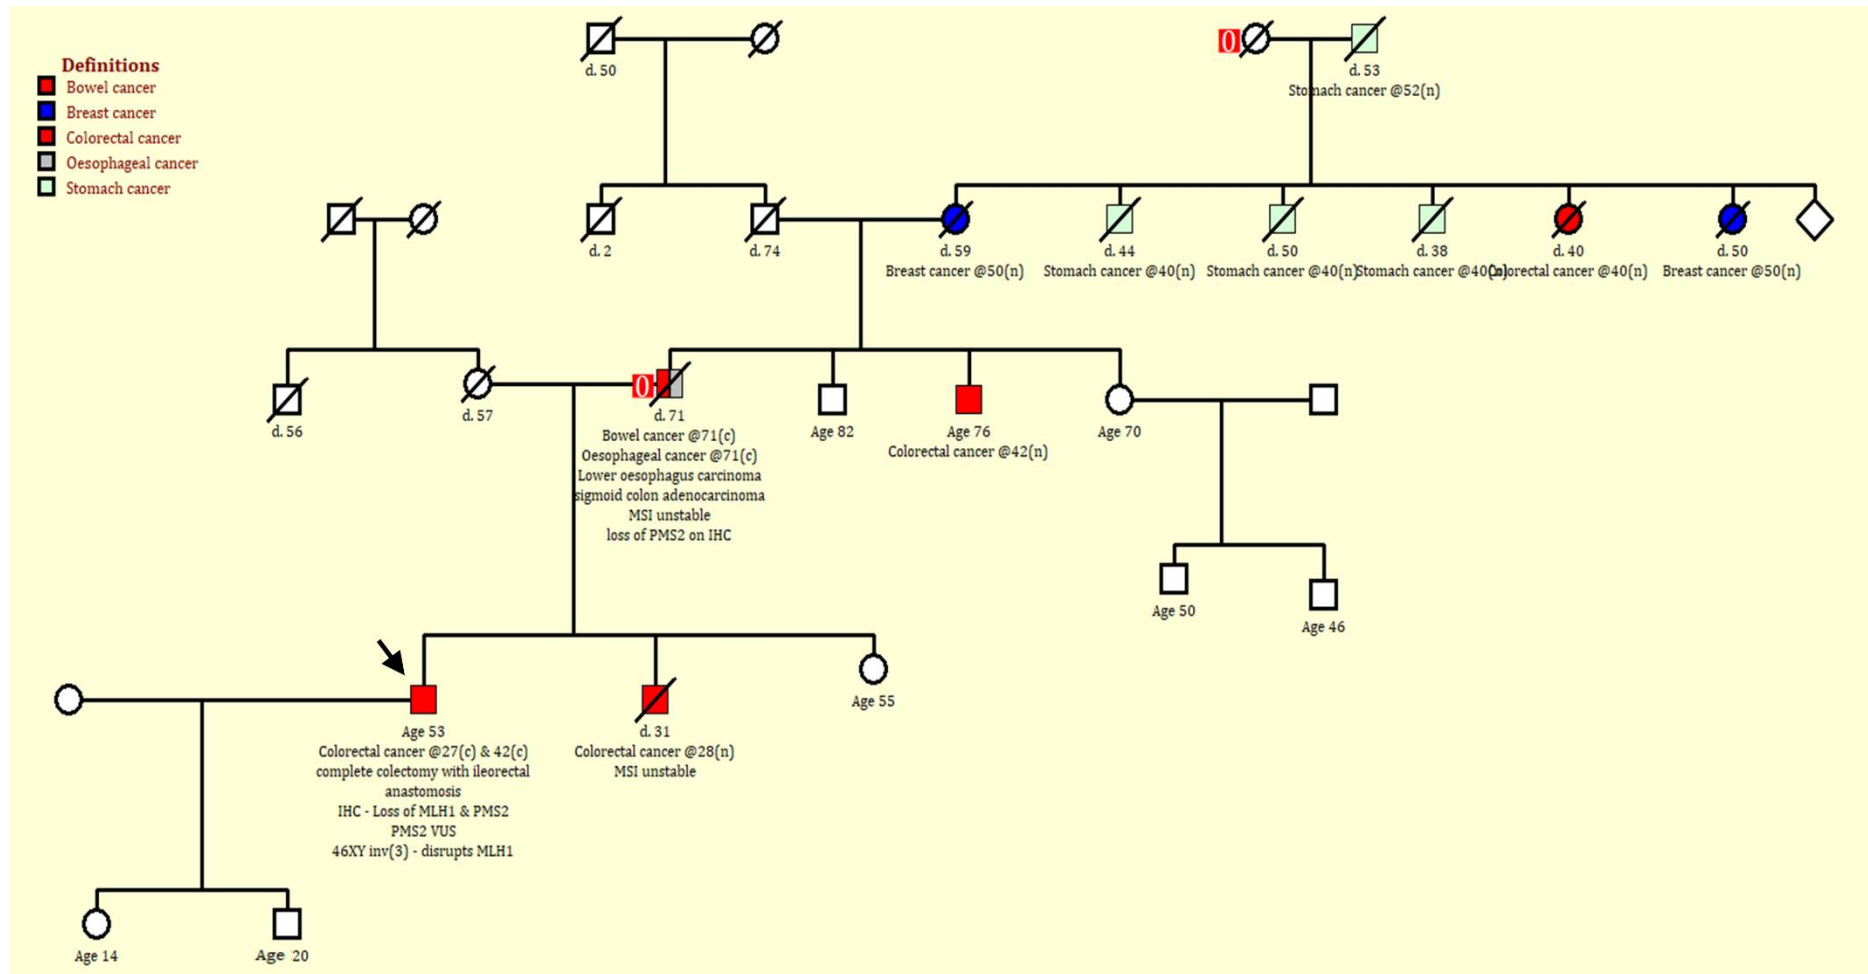 Definitions
Bowel cancer
Breast cancer
Colorectal cancer
Oesophageal cancer
Stomach cancer
d. 50
0
d. 53
Stomach cancer @52(n)
d. 2
d. 74
d. 59
Breast cancer @50(n)
d. 44
Stomach cancer @40(n)
d. 50
Stomach cancer @40(n)
d. 38
Stomach cancer @40(n)
d. 40
Colorectal cancer @40(n)
d. 50
Breast cancer @50(n)
d. 56
d. 57
0
d. 71
Bowel cancer @71(c)
Oesophageal cancer @71(c)
Lower oesophagus carcinoma
sigmoid colon adenocarcinoma
MSI unstable
loss of PMS2 on IHC
Age 82
Age 76
Colorectal cancer @42(n)
Age 70
Age 50
Age 46
Age 53
Colorectal cancer @27(c) & 42(c)
complete colectomy with ileorectal
anastomosis
IHC - Loss of MLH1 & PMS2
PMS2 VUS
46XY inv(3) - disrupts MLH1
d. 31
Colorectal cancer @28(n)
MSI unstable
Age 55
Age 14
Age 20